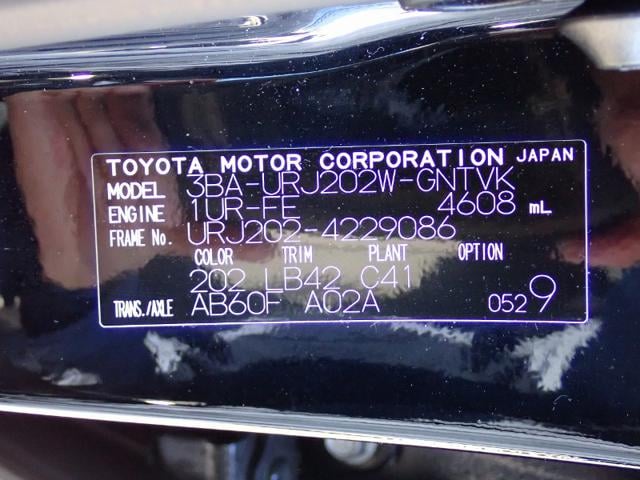 TOYOTA MOTOR CORPORATION JAPAN
MODEL 3BA-URJ202W-GNTVK
ENGINE 1UR-FE 4608 mL
FRAME No. URJ202-4229086
COLOR TRIM PLANT OPTION
202 LB42 C41
TRANS./AXLE AB60F A02A 0529